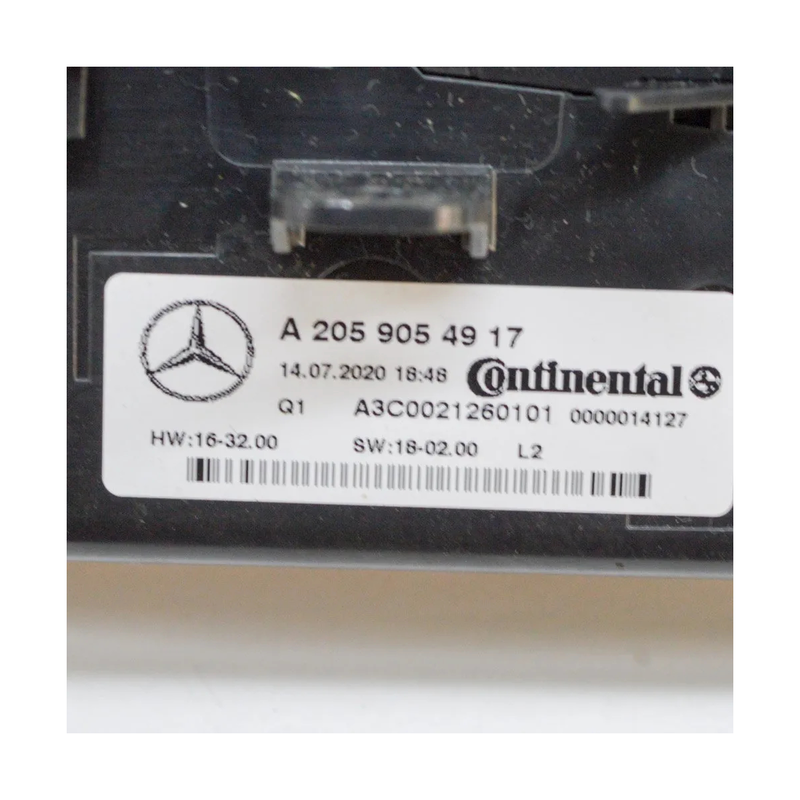 A 205 905 49 17
14.07.2020 18:48 Continental
Q1 A3C0021260101 0000014127
HW:16-32.00 SW:18-02.00 L2